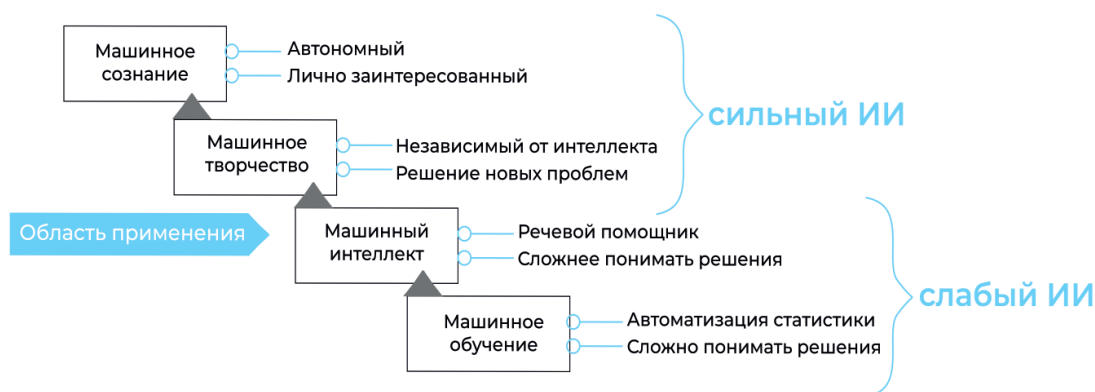 Машинное
сознание
Автономный
Лично заинтересованный
сильный ИИ
Машинное
творчество
Независимый от интеллекта
Решение новых проблем
Область применения
Машинный
интеллект
Речевой помощник
Сложнее понимать решения
слабый ИИ
Машинное
обучение
Автоматизация статистики
Сложно понимать решения